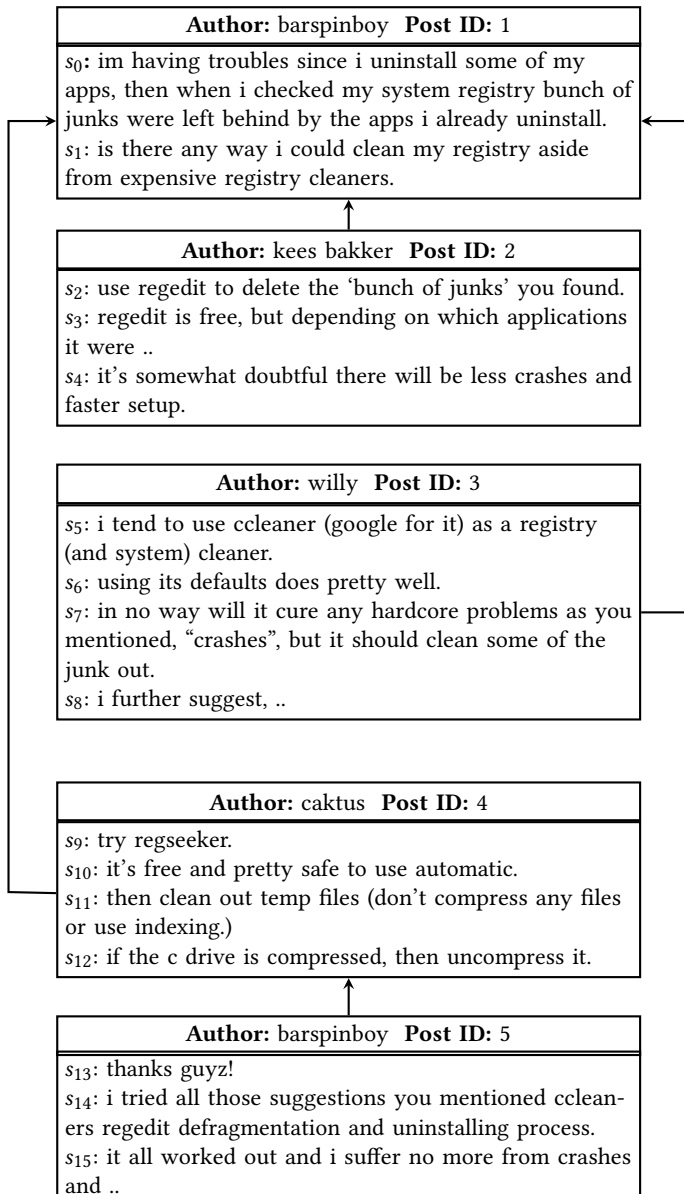 Author: barspinboy Post ID: 1
s0: im having troubles since i uninstall some of my
apps, then when i checked my system registry bunch of
junks were left behind by the apps i already uninstall.
s1: is there any way i could clean my registry aside
from expensive registry cleaners.
Author: kees bakker Post ID: 2
s2: use regedit to delete the ‘bunch of junks’ you found.
s3: regedit is free, but depending on which applications
it were ..
s4: it's somewhat doubtful there will be less crashes and
faster setup.
Author: willy Post ID: 3
s5: i tend to use ccleaner (google for it) as a registry
(and system) cleaner.
s6: using its defaults does pretty well.
s7: in no way will it cure any hardcore problems as you
mentioned, “crashes”, but it should clean some of the
junk out.
s8: i further suggest, ..
Author: caktus Post ID: 4
s9: try regseeker.
s10: it's free and pretty safe to use automatic.
s11: then clean out temp files (don't compress any files
or use indexing.)
s12: if the c drive is compressed, then uncompress it.
Author: barspinboy Post ID: 5
s13: thanks guyz!
s14: i tried all those suggestions you mentioned cclean-
ers regedit defragmentation and uninstalling process.
s15: it all worked out and i suffer no more from crashes
and ..